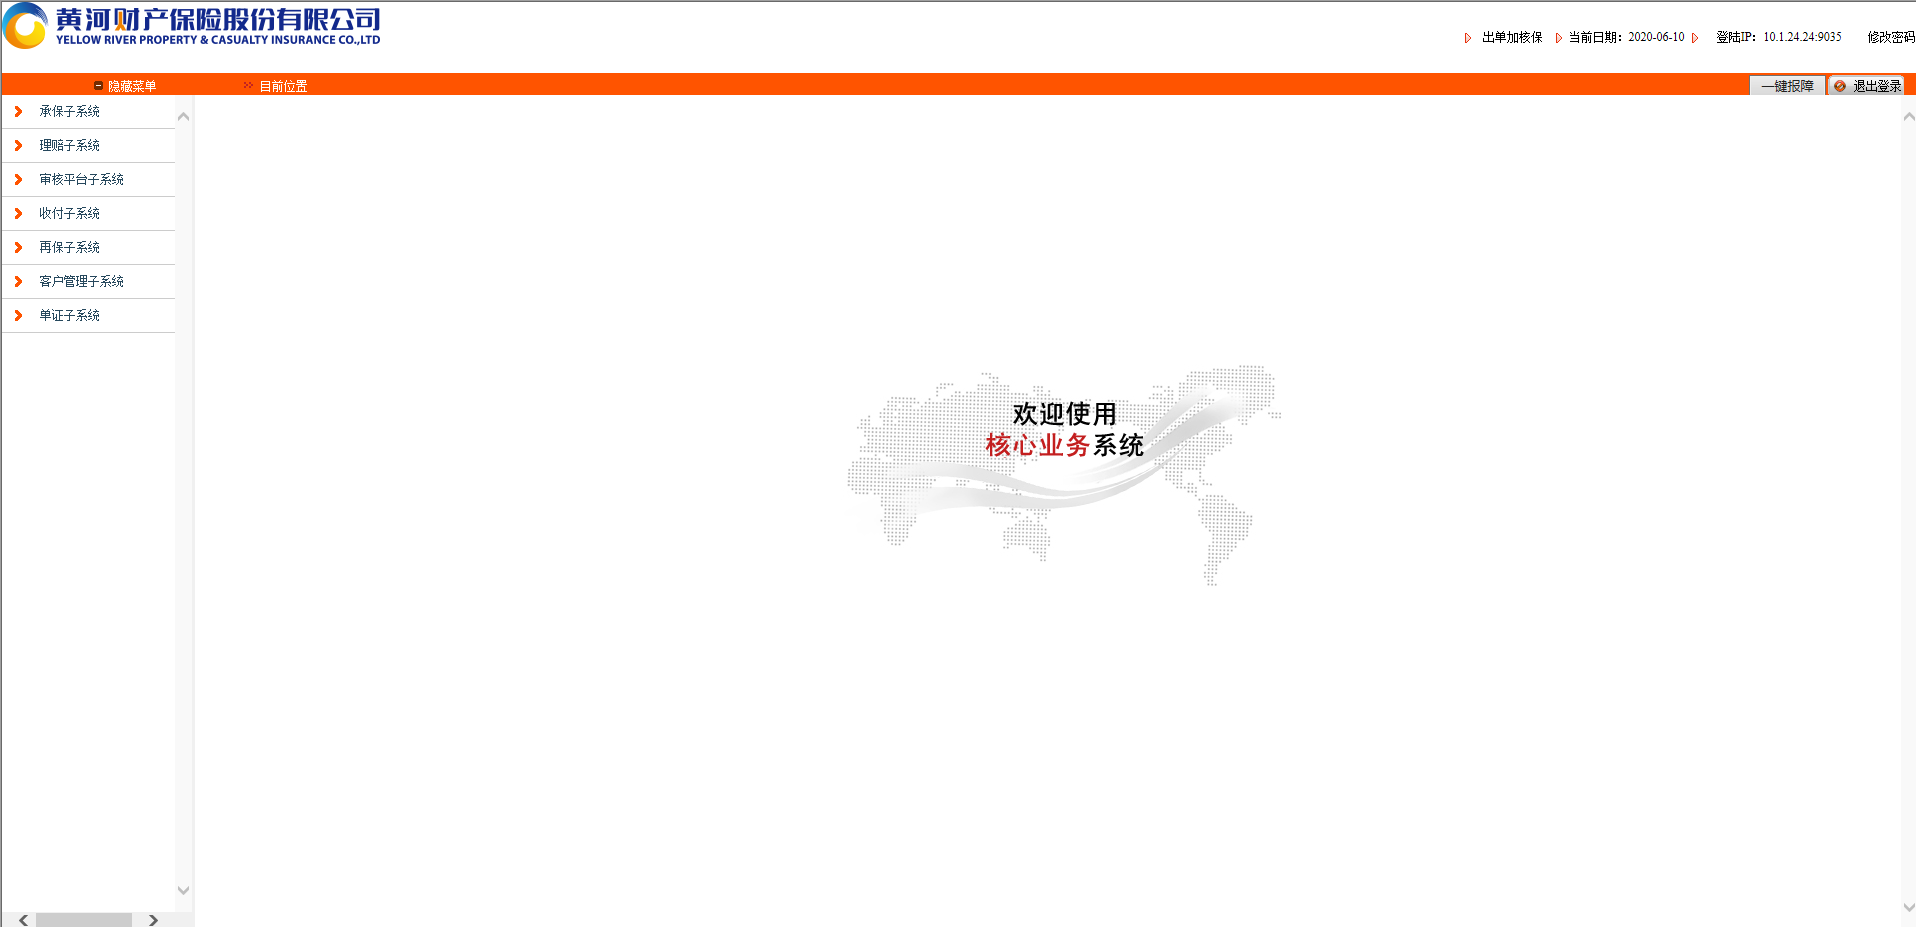 黄河财产保险股份有限公司
YELLOW RIVER PROPERTY & CASUALTY INSURANCE CO.,LTD
出单加核保 当前日期：2020-06-10 登陆IP：10.1.24.24:9035 修改密码
隐藏菜单 目前位置 一键报障 退出登录
承保子系统
理赔子系统
审核平台子系统
收付子系统
再保子系统
客户管理子系统
单证子系统
欢迎使用
核心业务系统